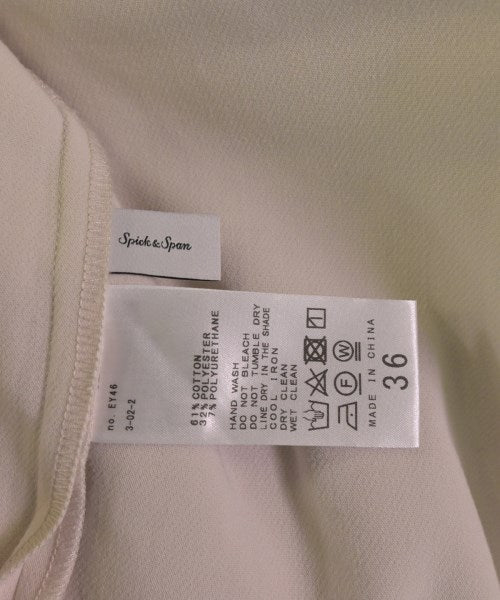 Spick & Span
no. EY46
3-02-2
61% COTTON
32% POLYESTER
7% POLYURETHANE
HAND WASH
DO NOT BLEACH
DO NOT TUMBLE DRY
LINE DRY IN THE SHADE
COOL IRON
DRY CLEAN
WET CLEAN
F W
MADE IN CHINA
36